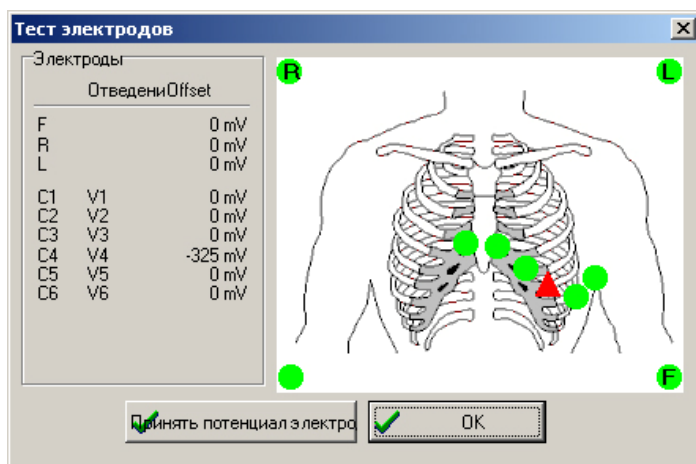 Тест электродов
Электроды
ОтведениOffset
F 0 mV
R 0 mV
L 0 mV
C1 V1 0 mV
C2 V2 0 mV
C3 V3 0 mV
C4 V4 -325 mV
C5 V5 0 mV
C6 V6 0 mV
R L
F
Принять потенциал электро
OK